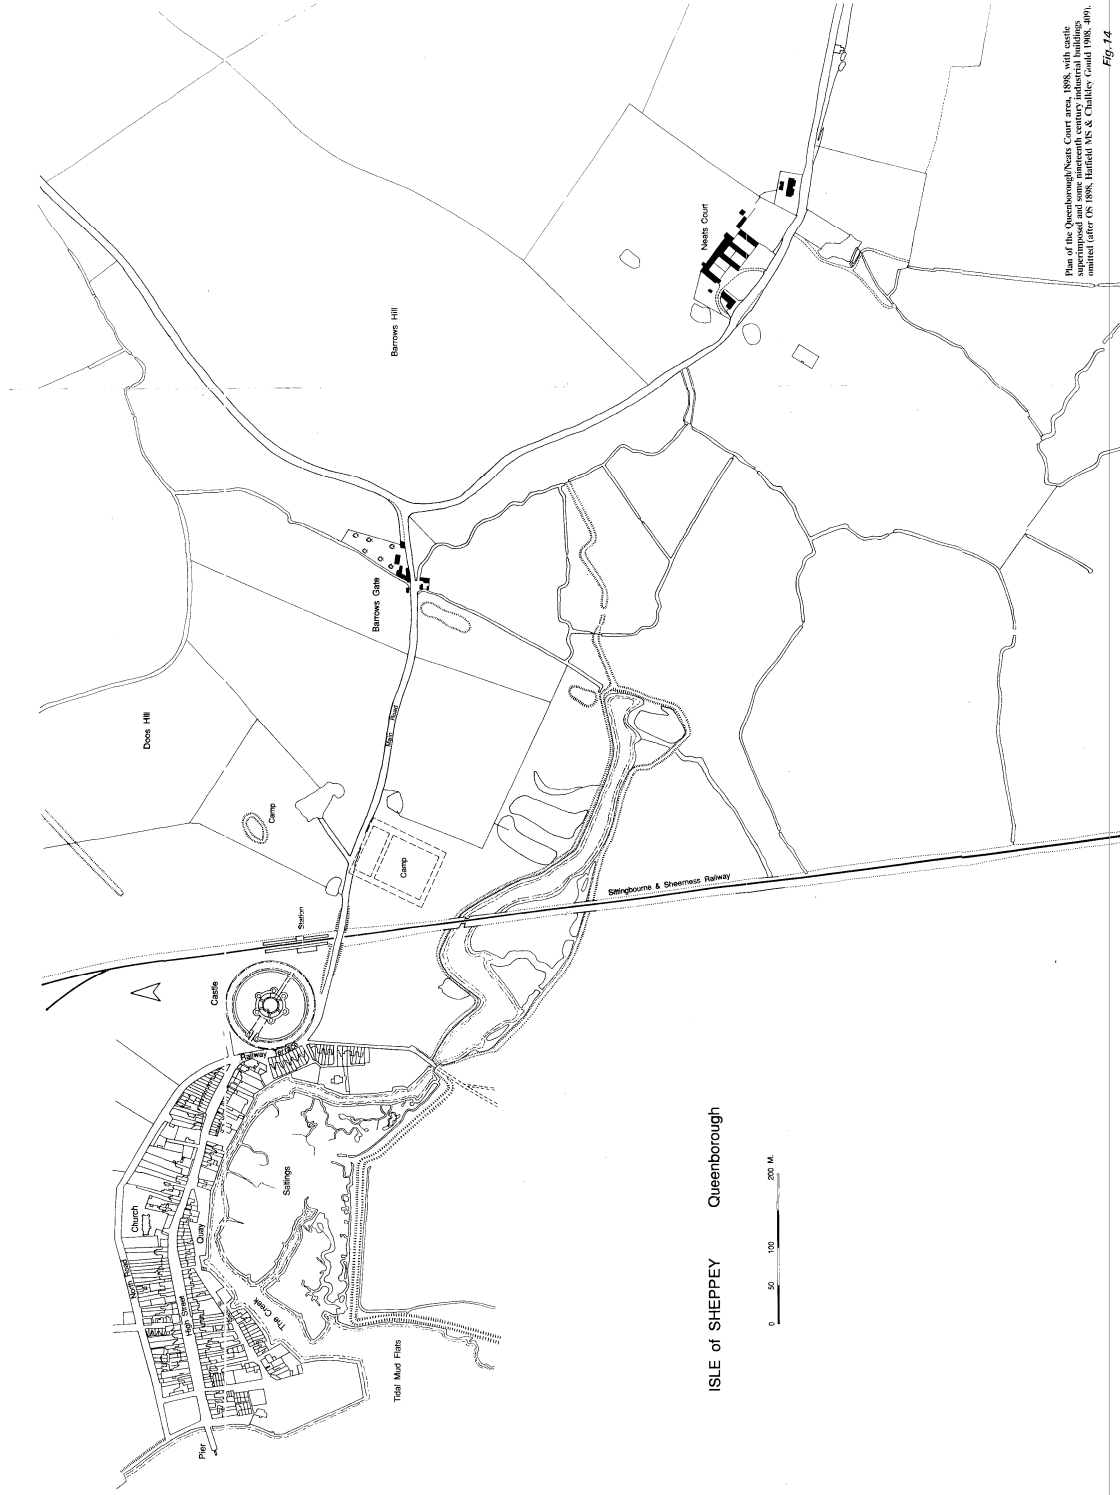 Plan of the Queenborough/Neats Court area, 1898, with castle
superimposed and some nineteenth century industrial buildings
omitted (after OS 1898, Hatfield MS & Chalkley Gould 1908, 409).
Fig. 14
Neats Court
Barrows Hill
Barrows Gate
Doos Hill
Main Road
Camp
Camp
Sittingbourne & Sheerness Railway
Station
Castle
Railway Terrace
Saltings
Church
Quay
North Road
High Street
The Creek
Tidal Mud Flats
Pier
ISLE of SHEPPEY Queenborough
0 50 100 200 M.